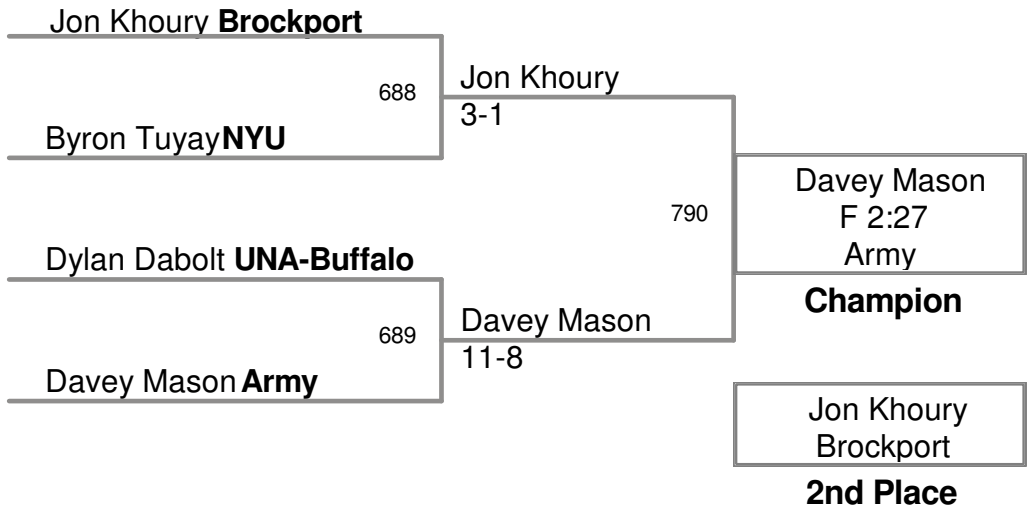 Jon Khoury Brockport
688
Jon Khoury
3-1
Byron Tuyay NYU
790
Davey Mason
F 2:27
Army
Champion
Dylan Dabolt UNA-Buffalo
689
Davey Mason
11-8
Davey Mason Army
Jon Khoury
Brockport
2nd Place